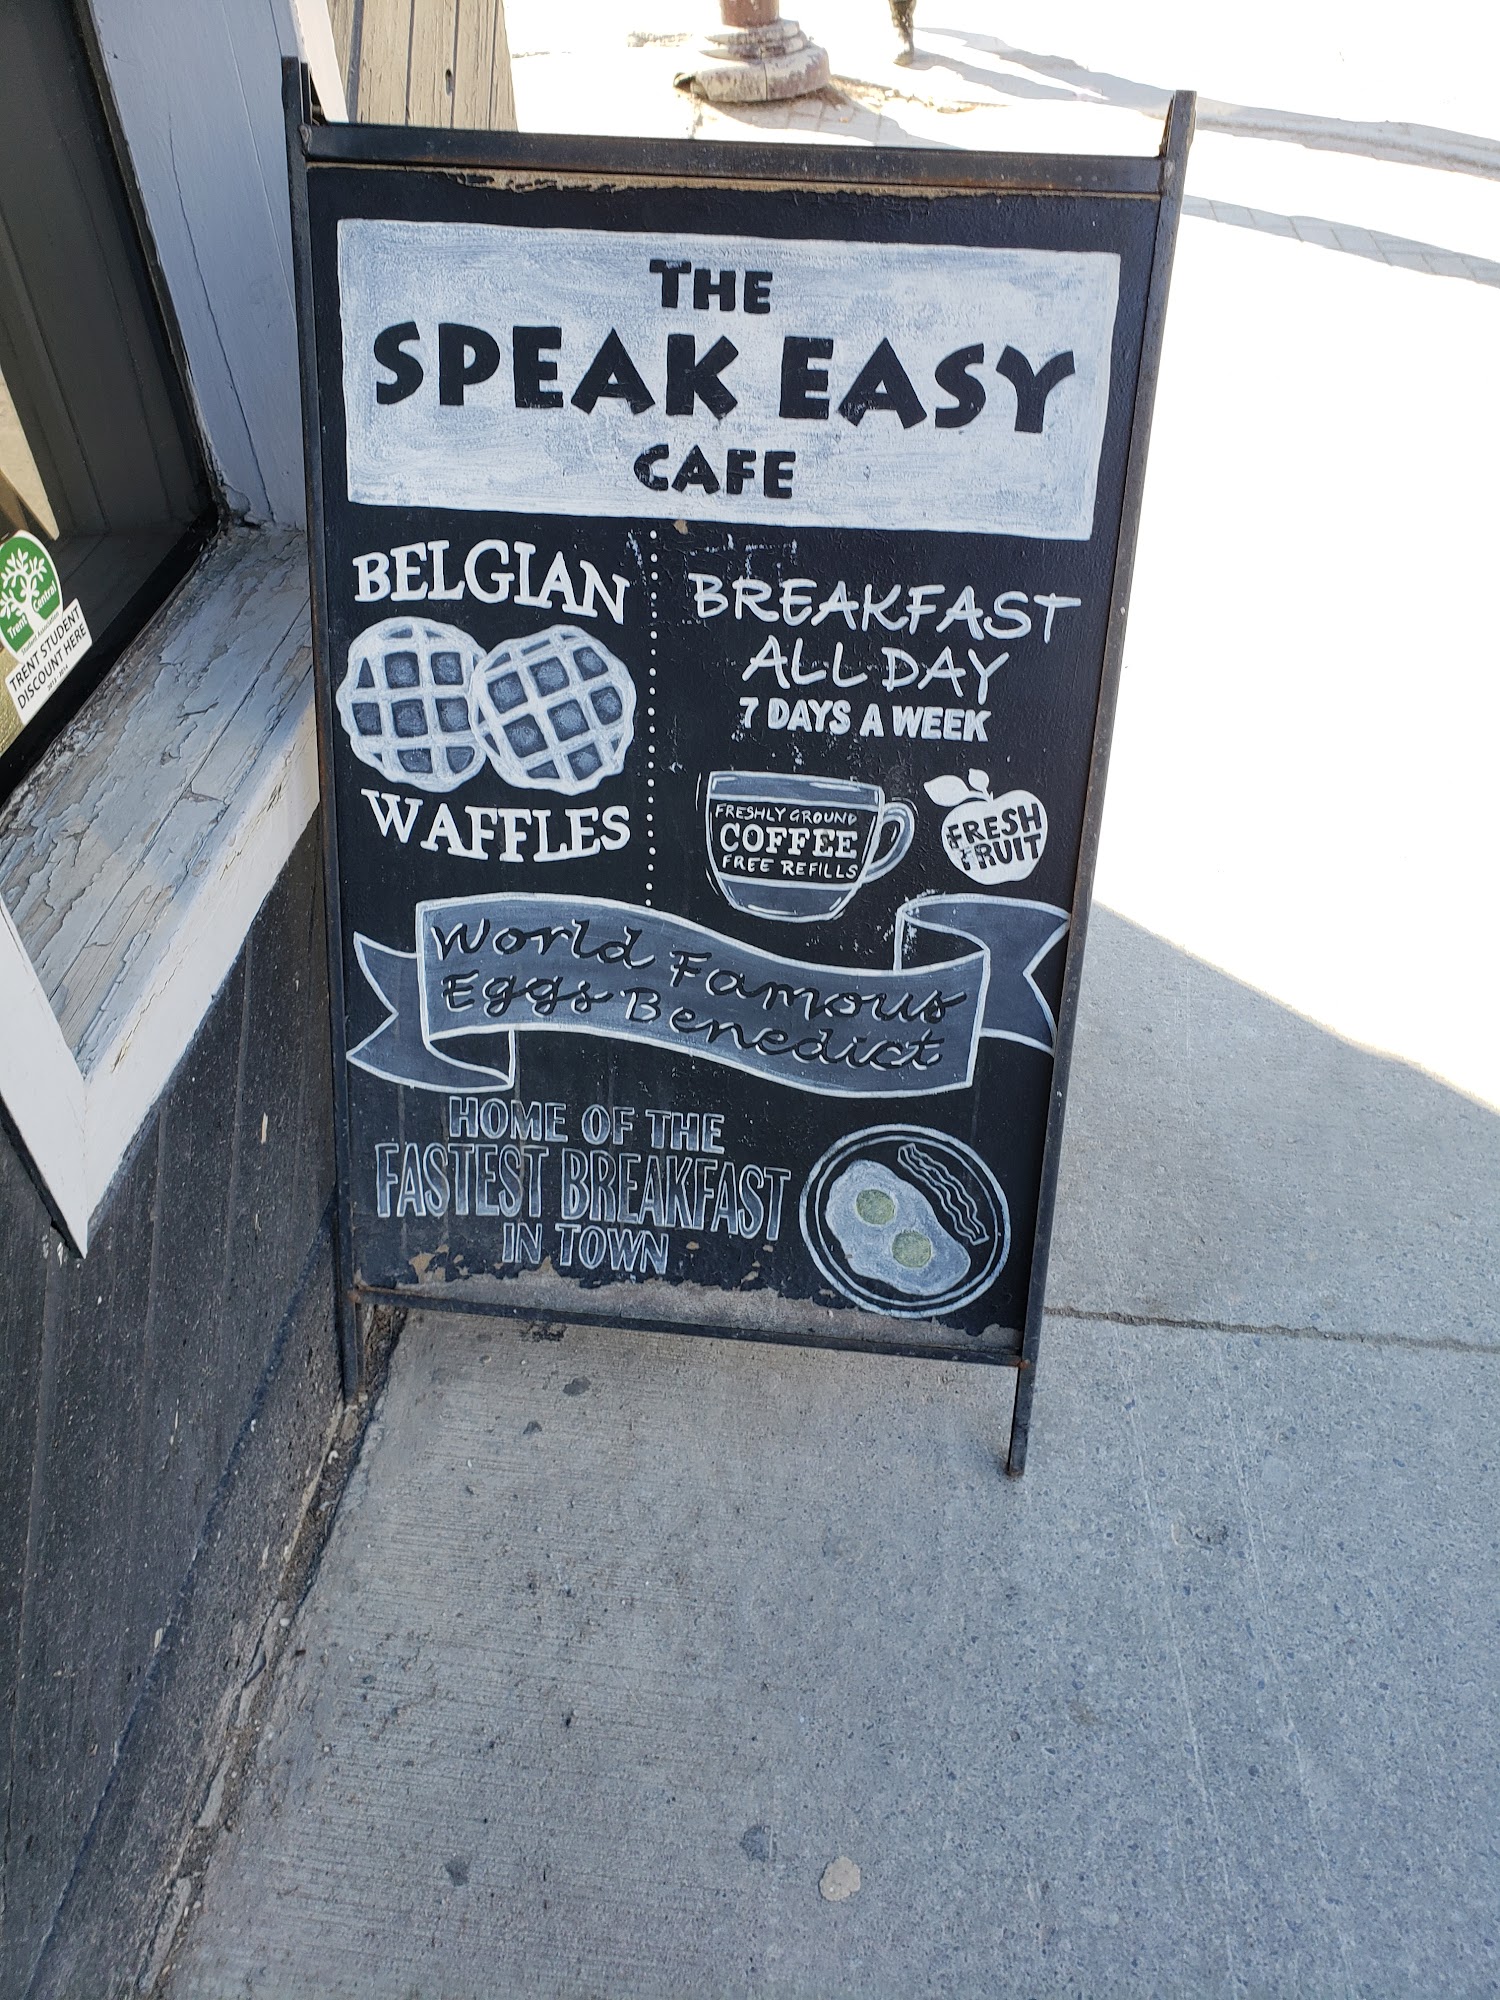 THE
SPEAK EASY
CAFE
BELGIAN
WAFFLES
BREAKFAST
ALL DAY
7 DAYS A WEEK
FRESHLY GROUND
COFFEE
FREE REFILLS
FRESH
FRUIT
World Famous
Eggs Benedict
HOME OF THE
FASTEST BREAKFAST
IN TOWN
Trent Central
TRENT STUDENT
DISCOUNT HERE